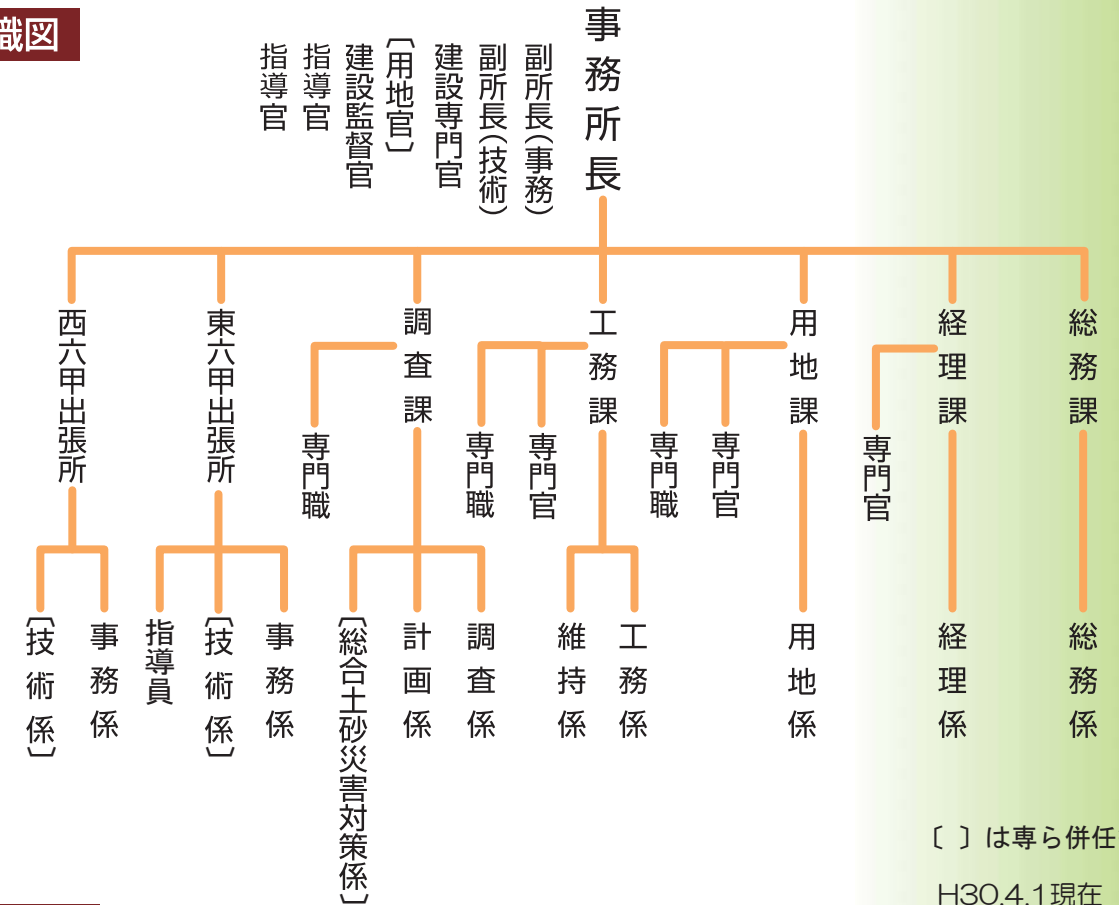 織図
事務所長
副所長(事務)
副所長(技術)
建設専門官
〔用地官〕
建設監督官
指導官
指導官
総務課
経理課
用地課
工務課
調査課
東六甲出張所
西六甲出張所
専門官
専門官
専門職
専門官
専門職
専門職
総務係
経理係
用地係
工務係
維持係
調査係
計画係
〔総合土砂災害対策係〕
事務係
〔技術係〕
指導員
事務係
〔技術係〕
〔 〕は専ら併任
H30.4.1現在